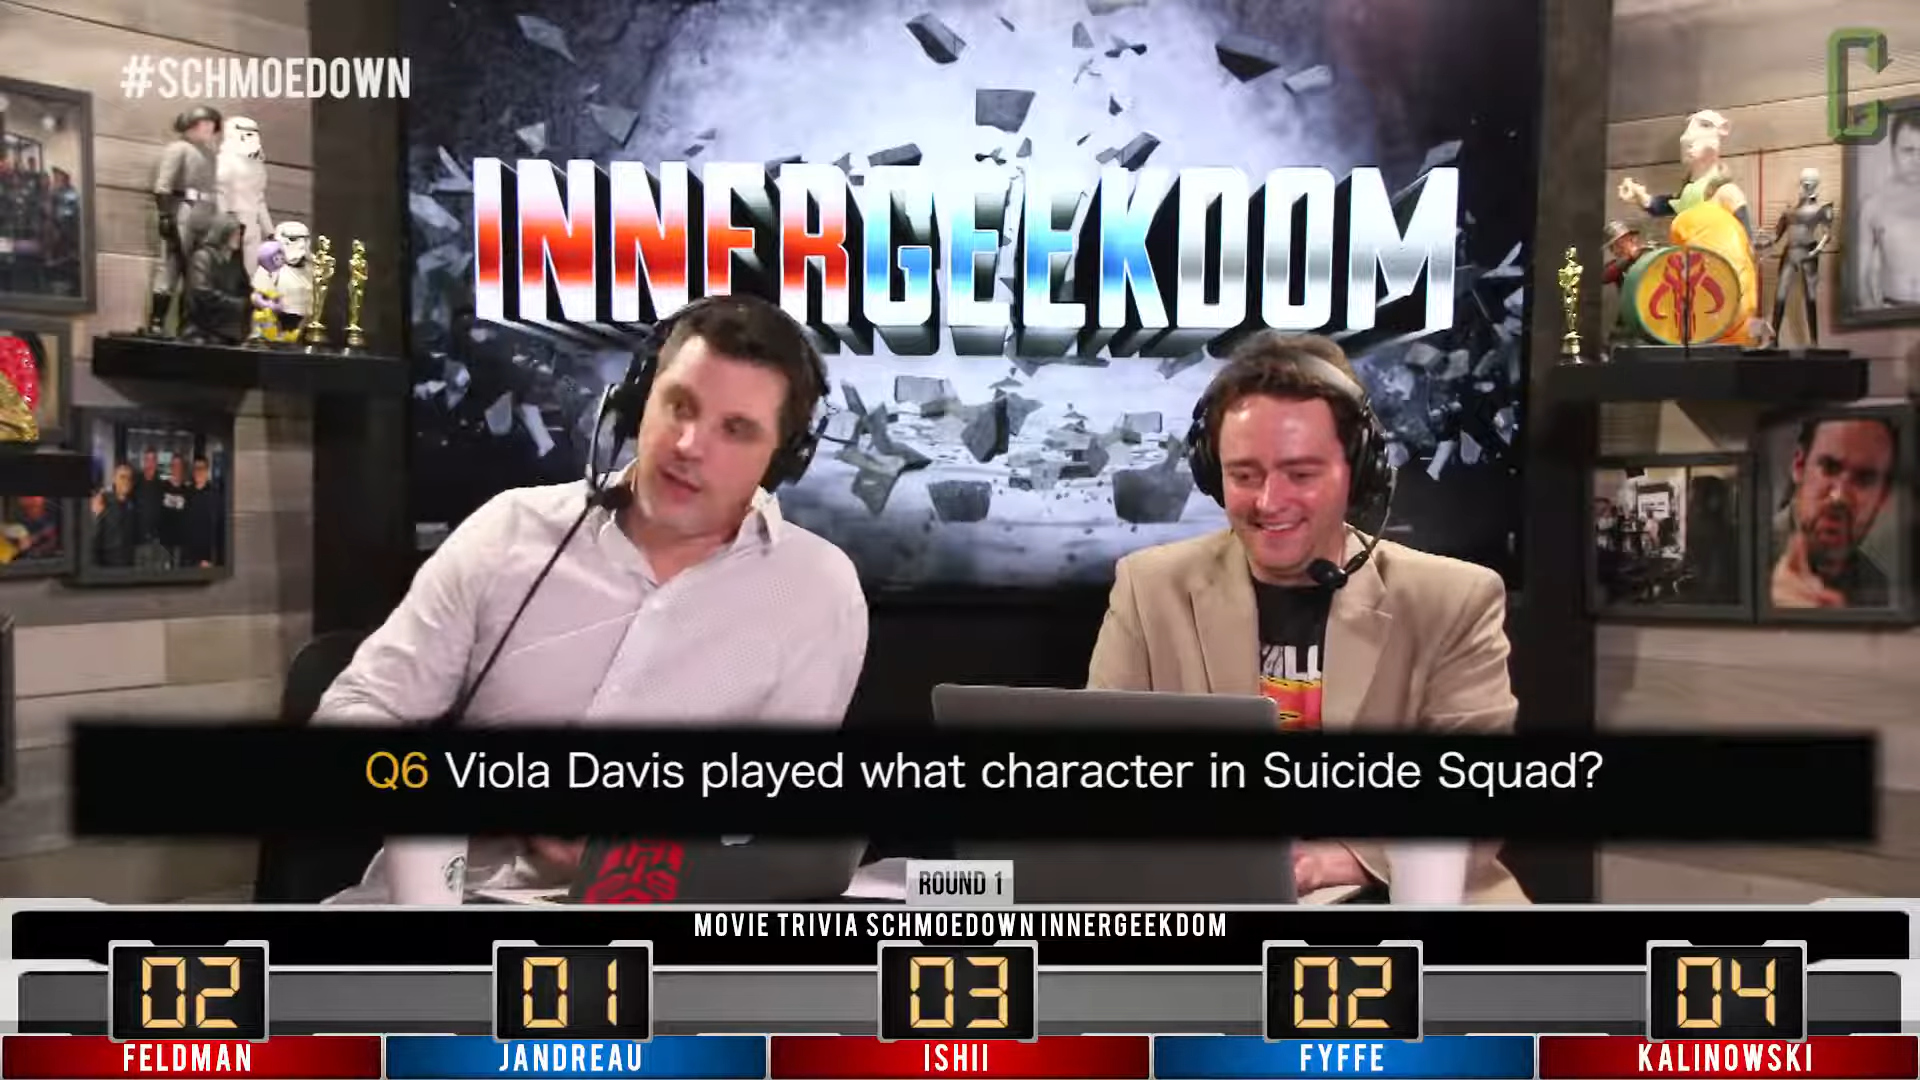 #SCHMOEDOWN
INNERGEEKDOM
Q6 Viola Davis played what character in Suicide Squad?
ROUND 1
MOVIE TRIVIA SCHMOEDOWN INNERGEEKDOM
02 01 03 02 04
FELDMAN JANDREAU ISHII FYFFE KALINOWSKI